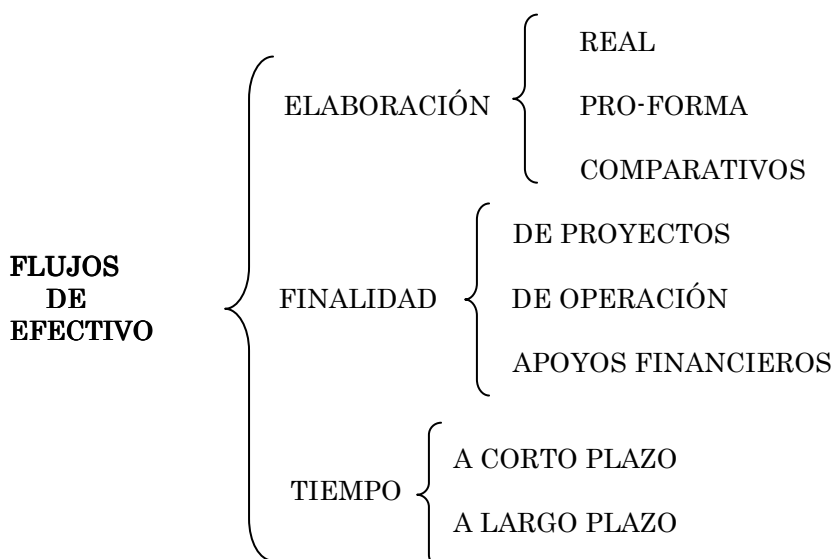 FLUJOS
DE
EFECTIVO
ELABORACIÓN
REAL
PRO-FORMA
COMPARATIVOS
FINALIDAD
DE PROYECTOS
DE OPERACIÓN
APOYOS FINANCIEROS
TIEMPO
A CORTO PLAZO
A LARGO PLAZO